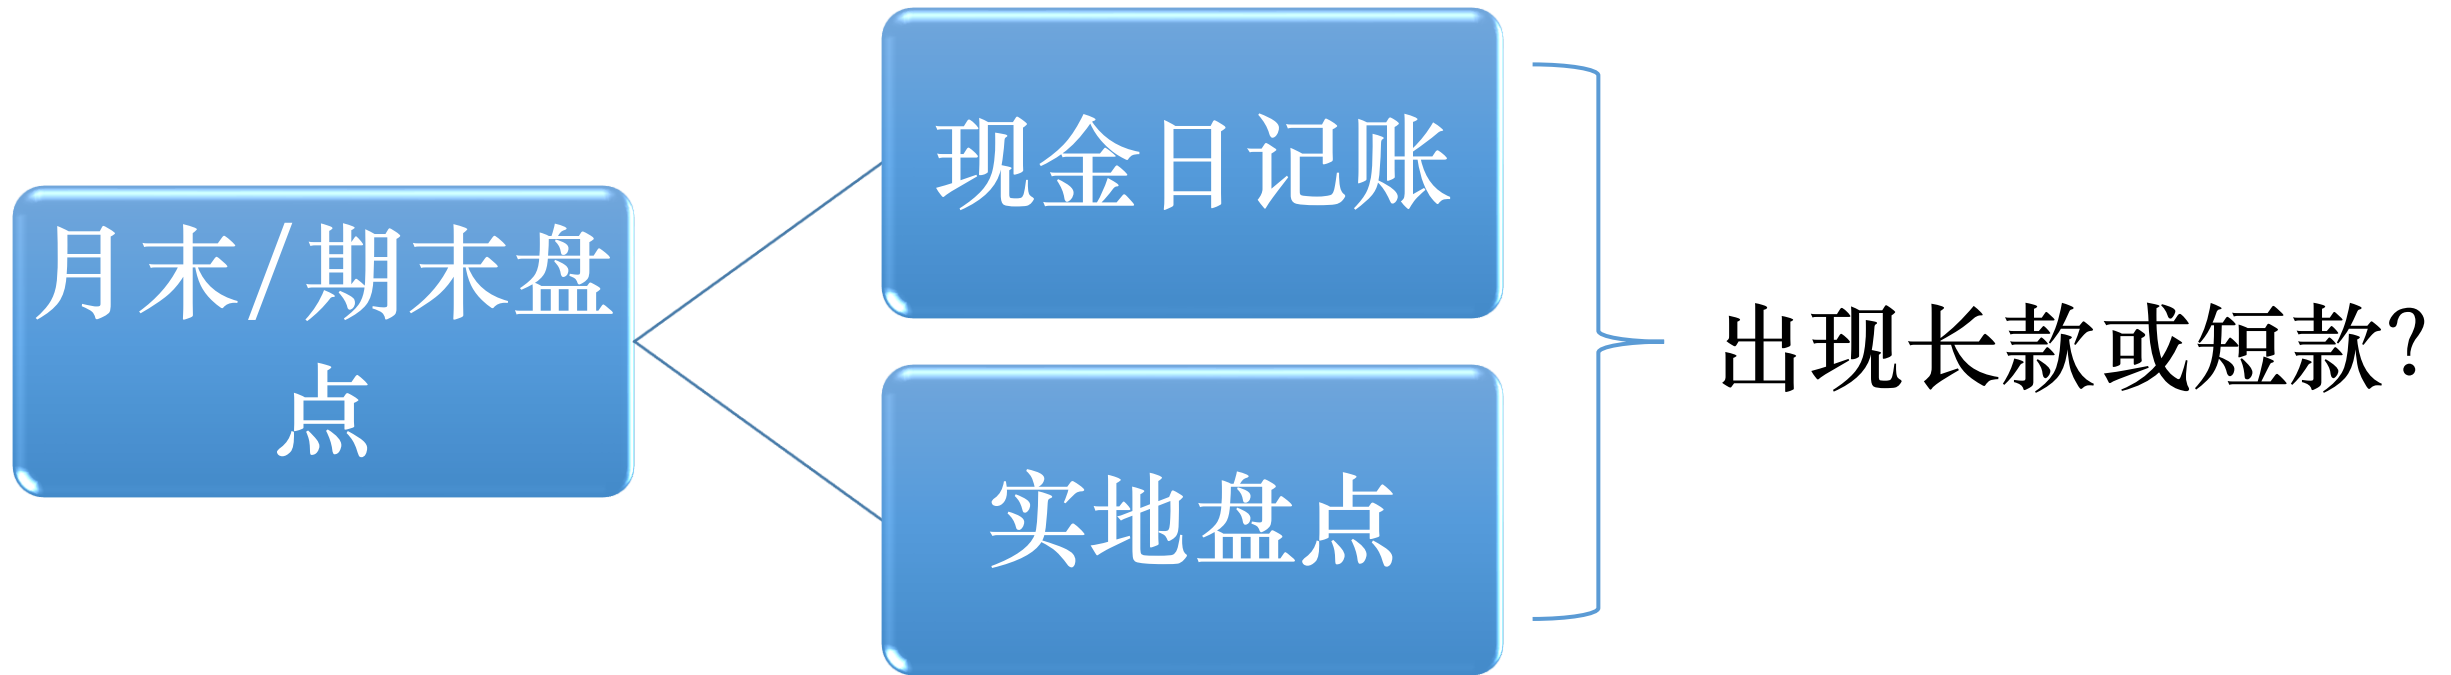 月末/期末盘
点
现金日记账
实地盘点
出现长款或短款?